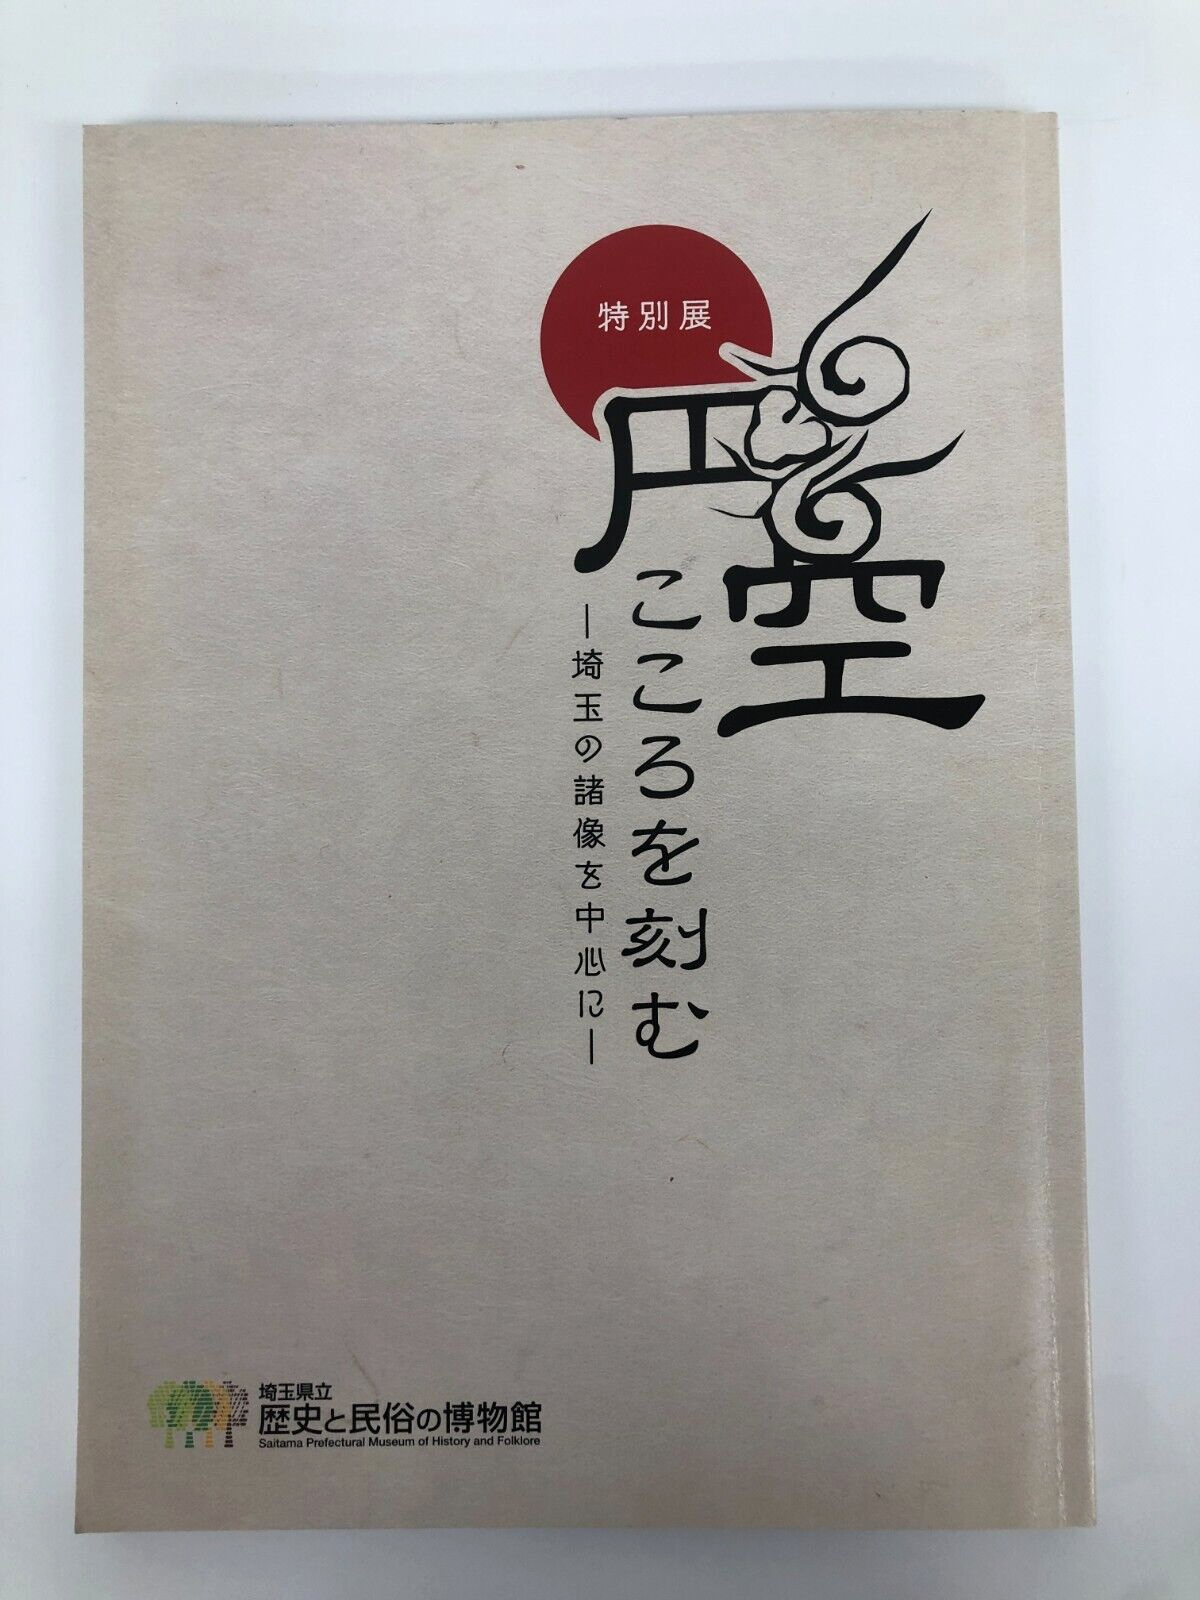 特別展
円空
こころを刻む
―埼玉の諸像を中心に―
埼玉県立
歴史と民俗の博物館
Saitama Prefectural Museum of History and Folklore